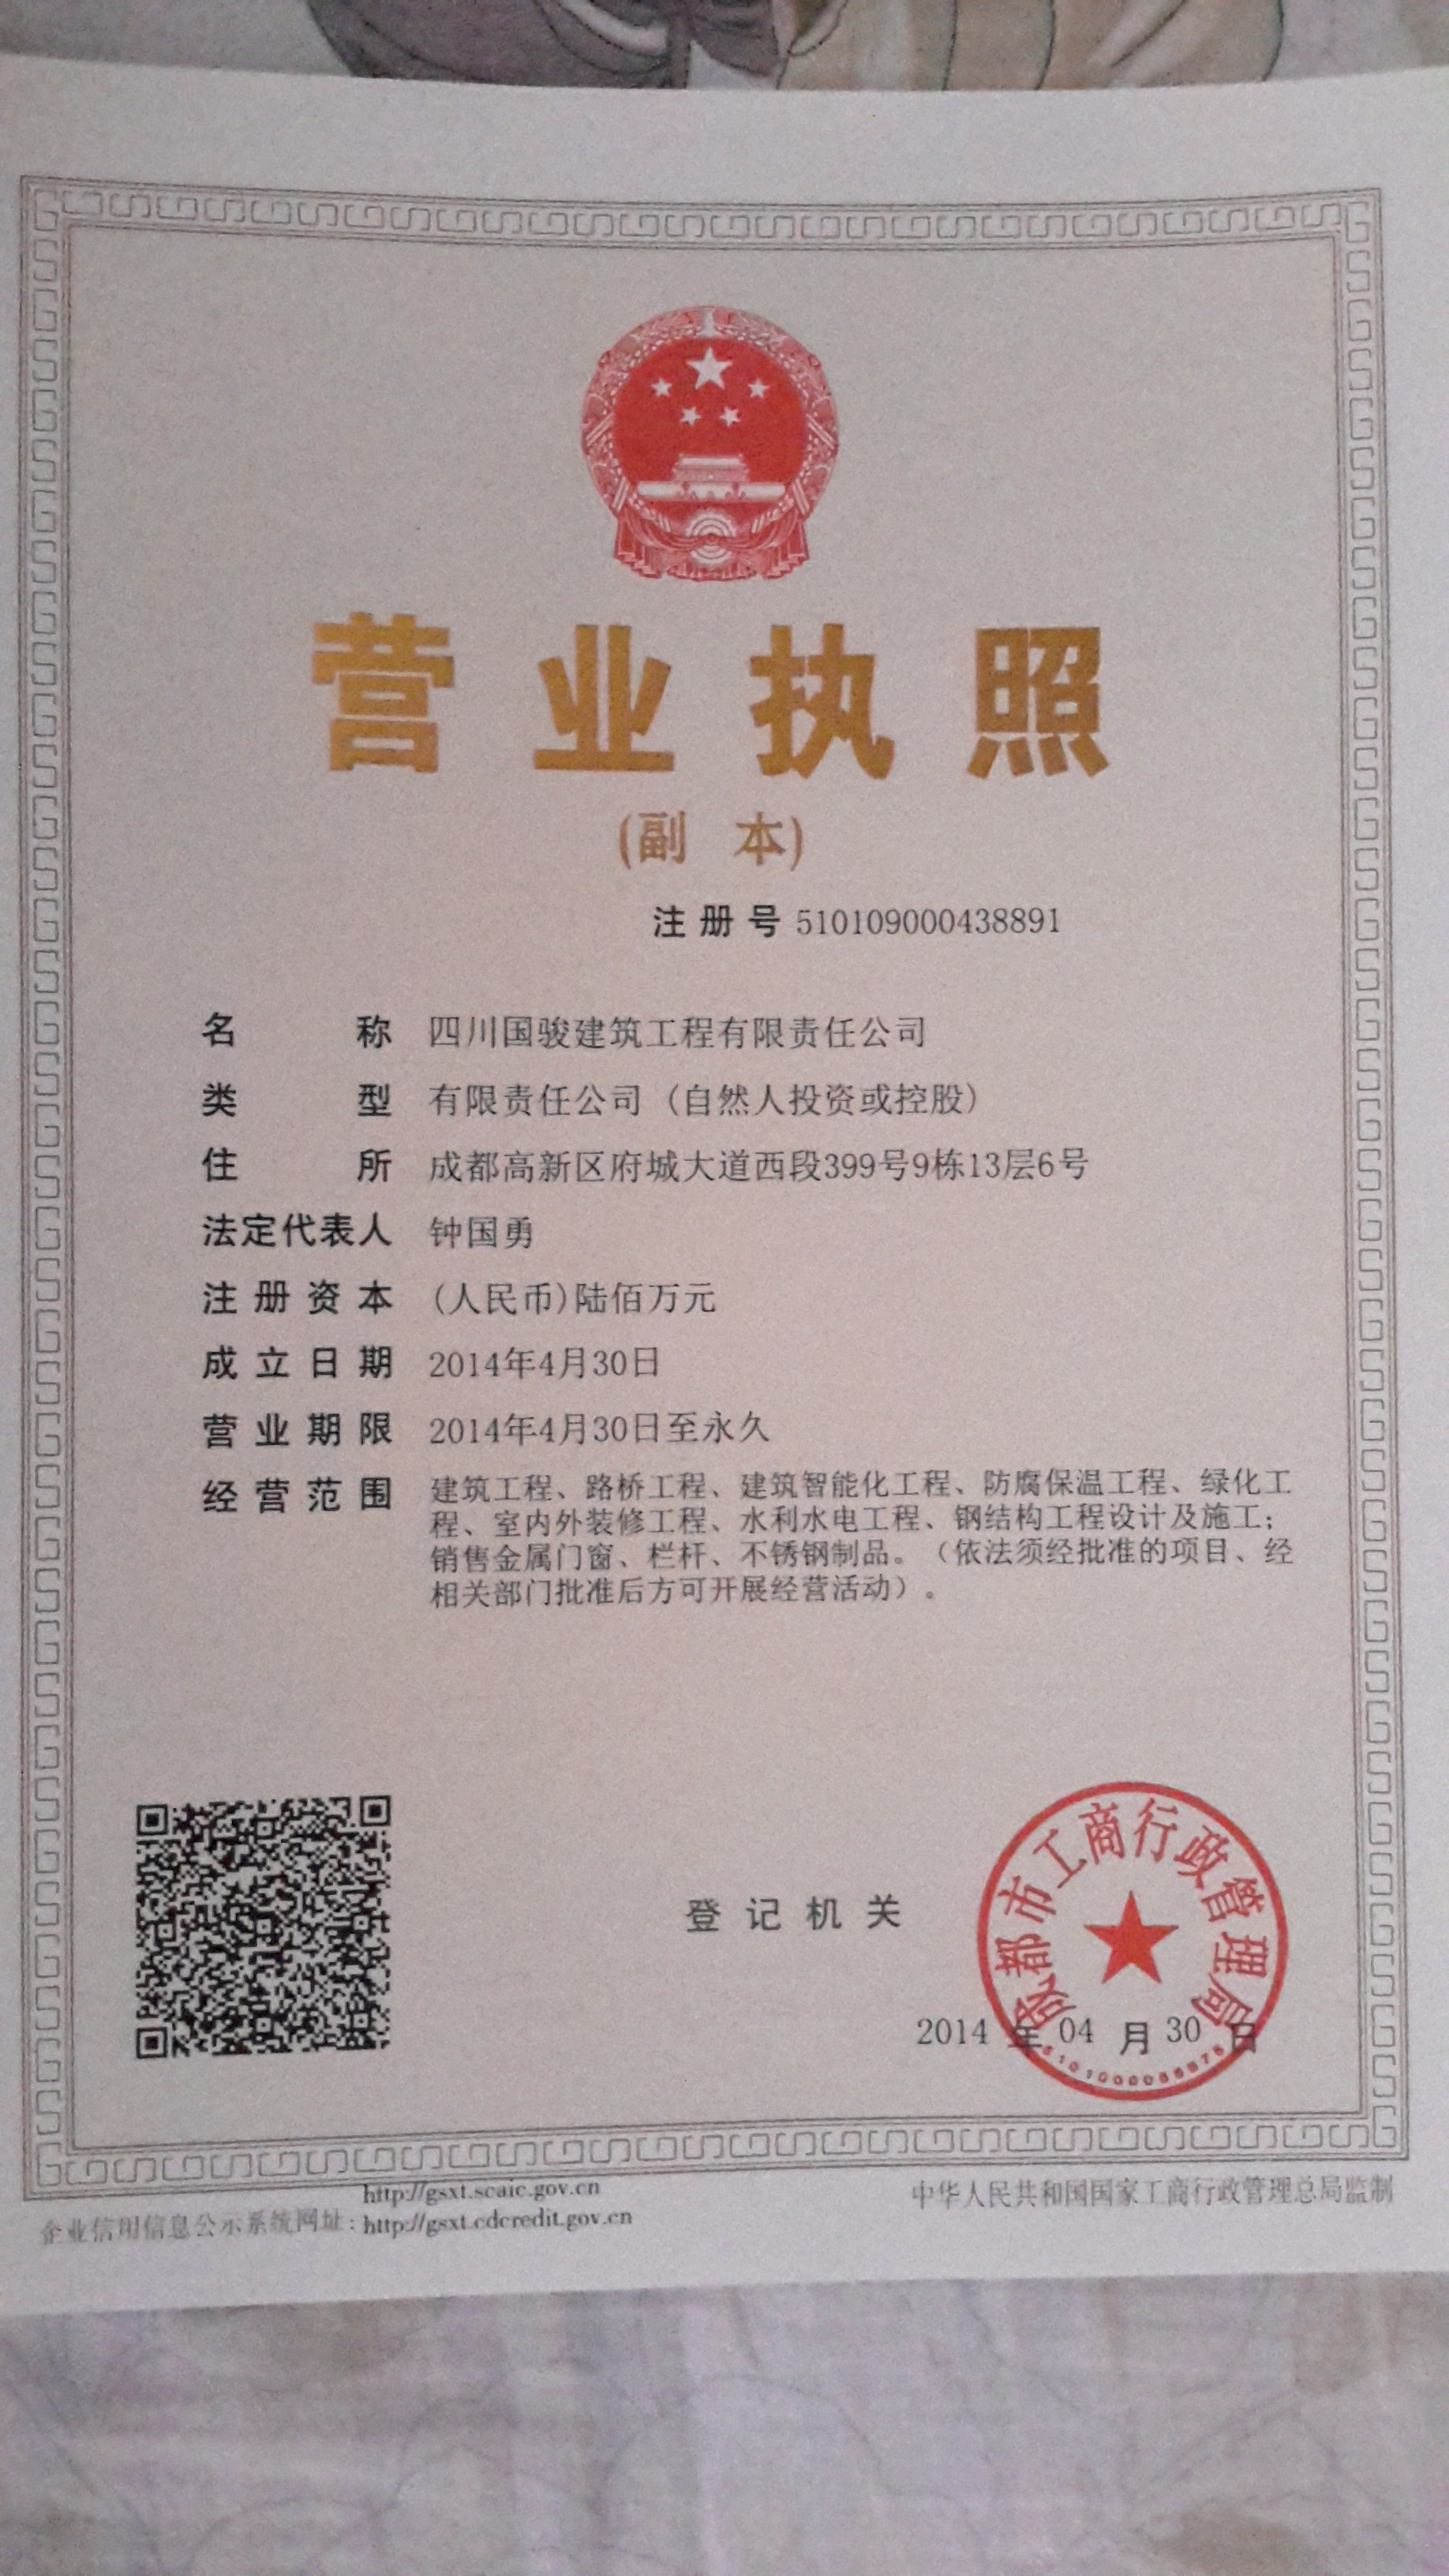 营业执照
(副 本)
注册号 510109000438891
名称 四川国骏建筑工程有限责任公司
类型 有限责任公司（自然人投资或控股）
住所 成都高新区府城大道西段399号9栋13层6号
法定代表人 钟国勇
注册资本 (人民币)陆佰万元
成立日期 2014年4月30日
营业期限 2014年4月30日至永久
经营范围 建筑工程、路桥工程、建筑智能化工程、防腐保温工程、绿化工
程、室内外装修工程、水利水电工程、钢结构工程设计及施工；
销售金属门窗、栏杆、不锈钢制品。（依法须经批准的项目、经
相关部门批准后方可开展经营活动）。
登记机关
成都市工商行政管理局
2014 年 04 月 30 日
http://gsxt.scaic.gov.cn
企业信用信息公示系统网址：http://gsxt.cdcredit.gov.cn
中华人民共和国国家工商行政管理总局监制